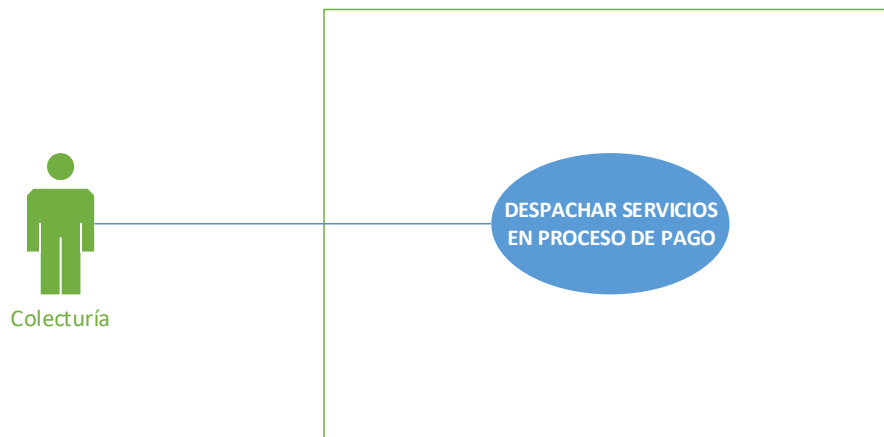 DESPACHAR SERVICIOS
EN PROCESO DE PAGO
Colecturía